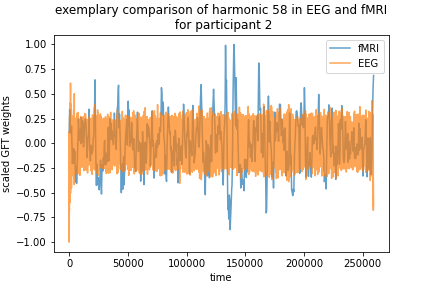 exemplary comparison of harmonic 58 in EEG and fMRI
for participant 2
1.00
0.75
0.50
0.25
0.00
−0.25
−0.50
−0.75
−1.00
scaled GFT weights
fMRI
EEG
0 50000 100000 150000 200000 250000
time